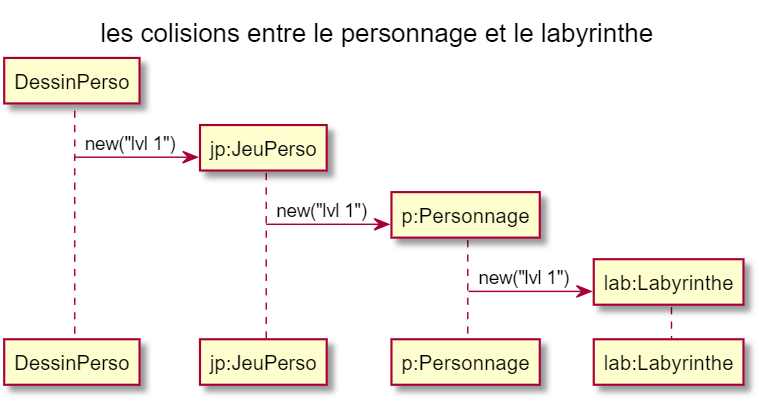 les colisions entre le personnage et le labyrinthe
DessinPerso
new("lvl 1")
jp:JeuPerso
new("lvl 1")
p:Personnage
new("lvl 1")
lab:Labyrinthe
DessinPerso
jp:JeuPerso
p:Personnage
lab:Labyrinthe